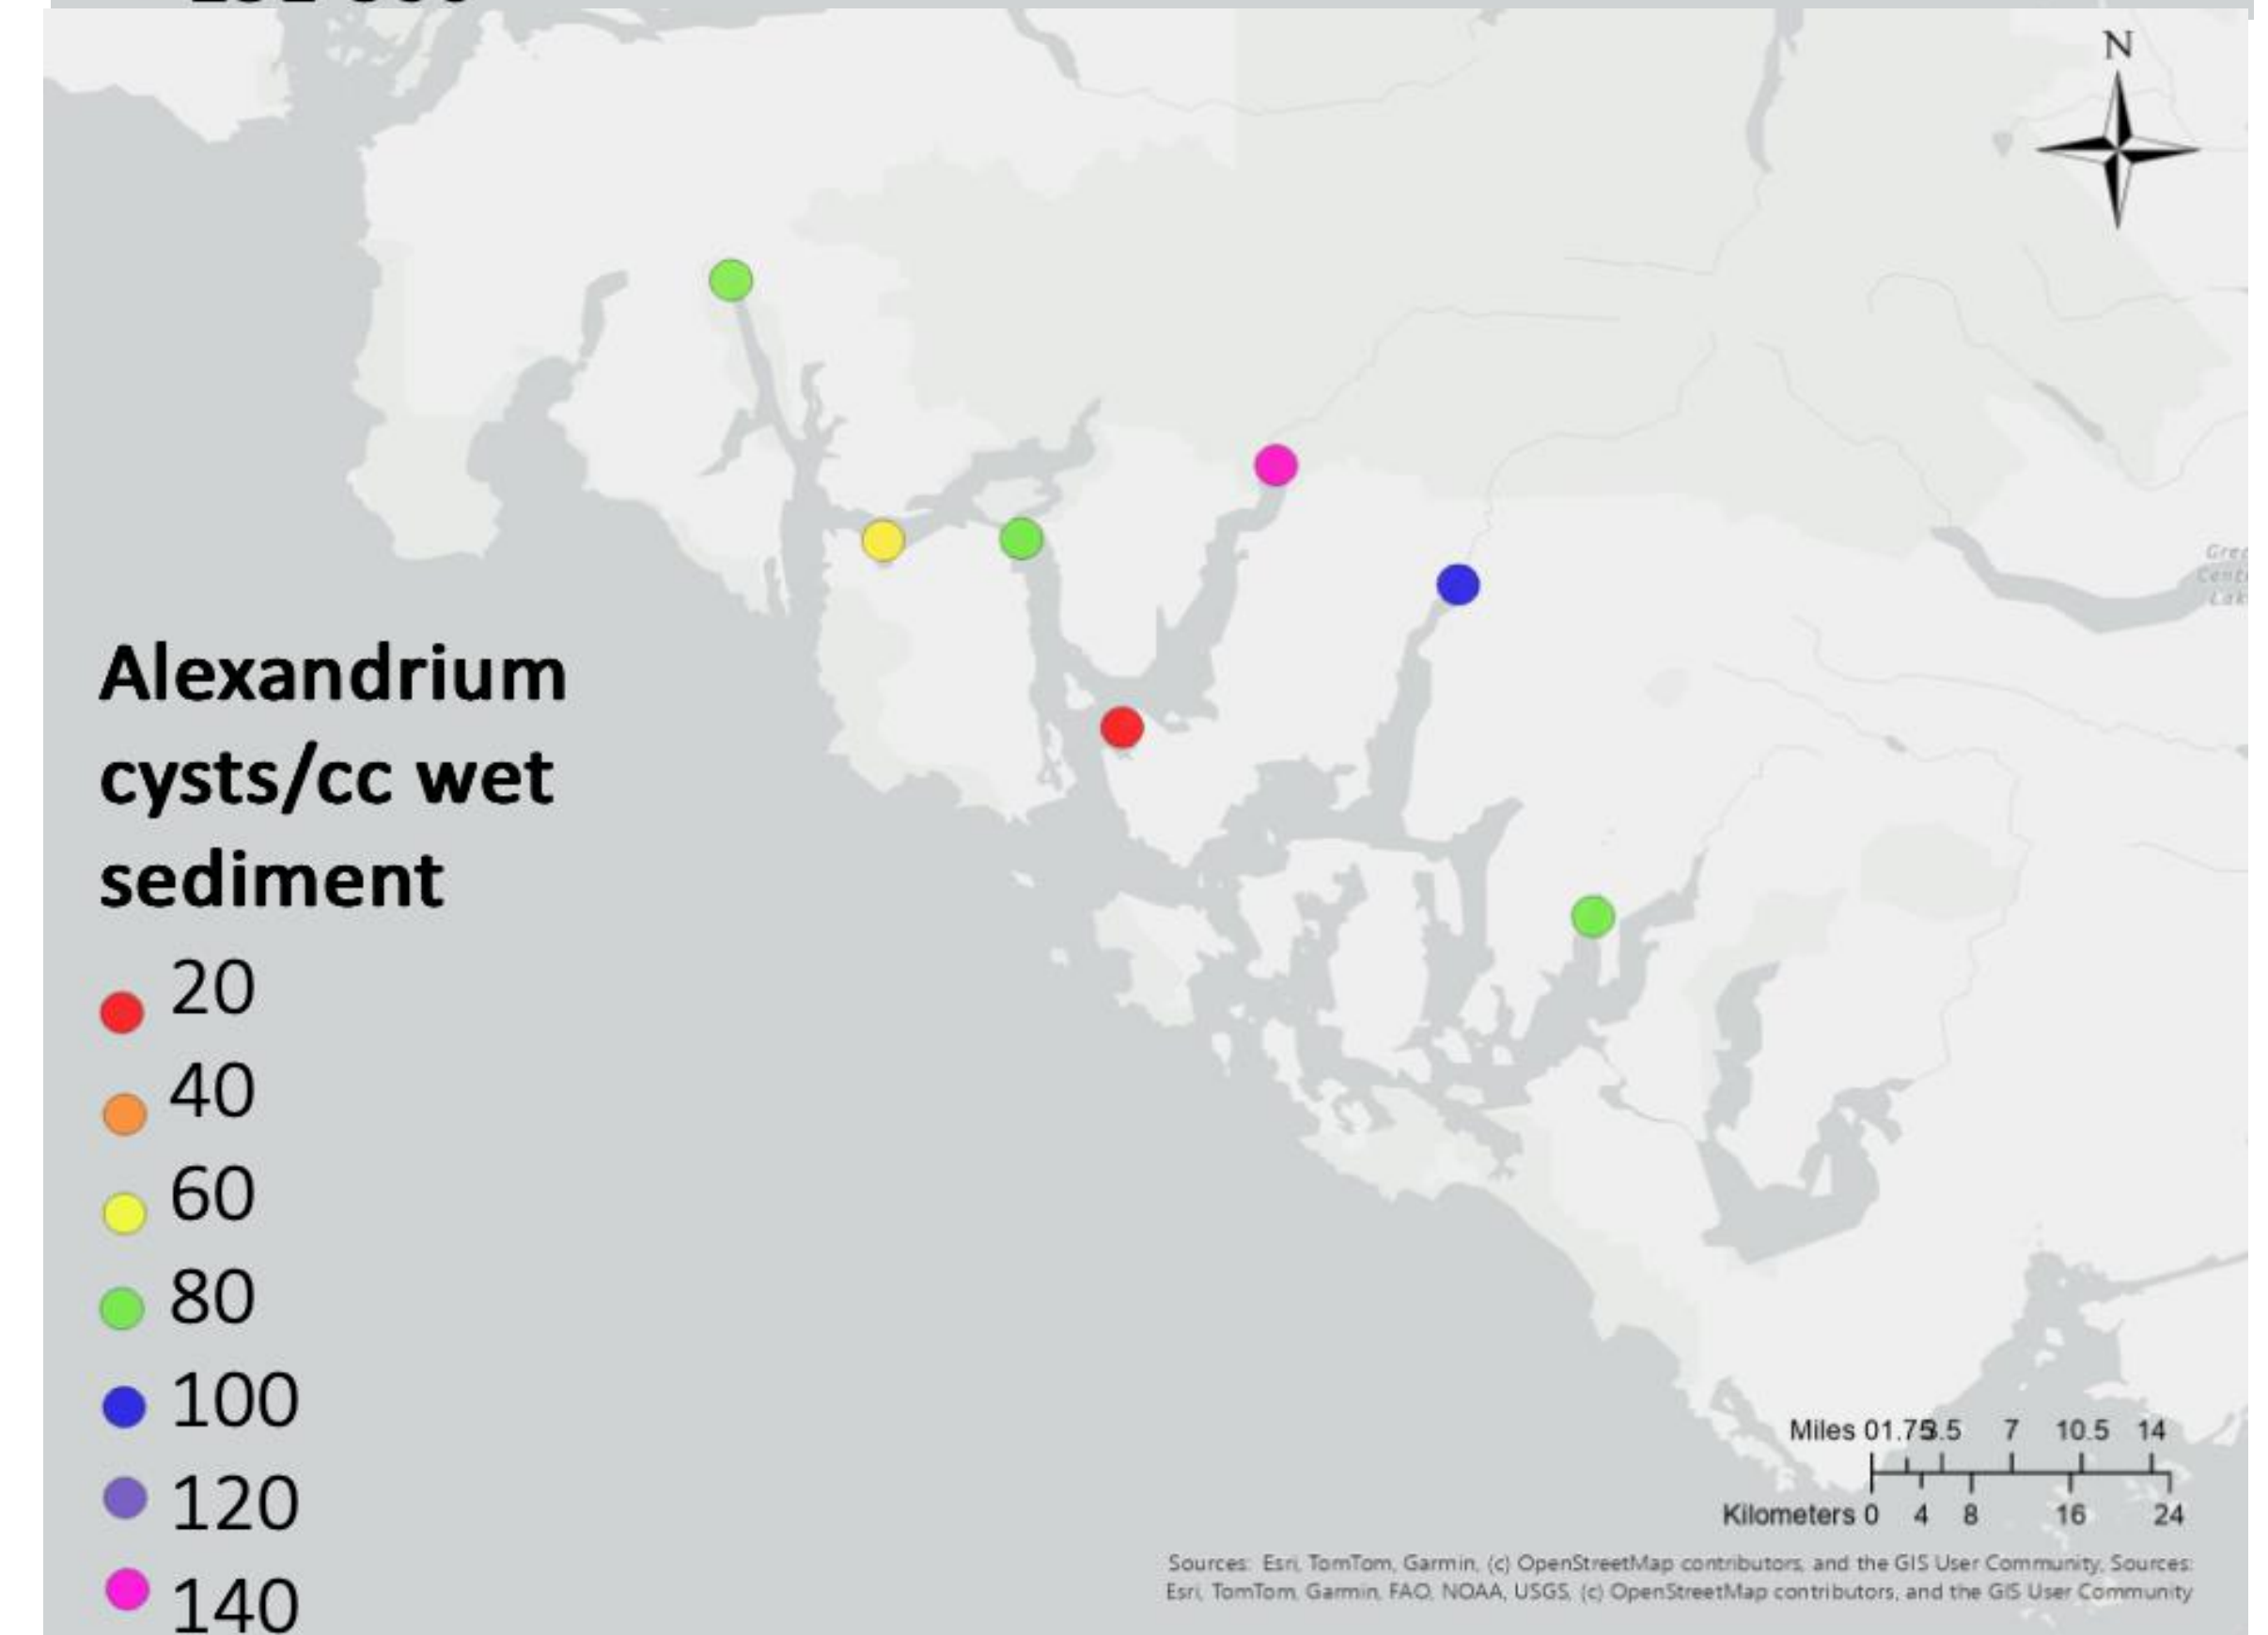 N
Alexandrium
cysts/cc wet
sediment
20
40
60
80
100
120
140
Miles 0 1.75 3.5 7 10.5 14
Kilometers 0 4 8 16 24
Sources: Esri, TomTom, Garmin, (c) OpenStreetMap contributors, and the GIS User Community, Sources:
Esri, TomTom, Garmin, FAO, NOAA, USGS, (c) OpenStreetMap contributors, and the GIS User Community